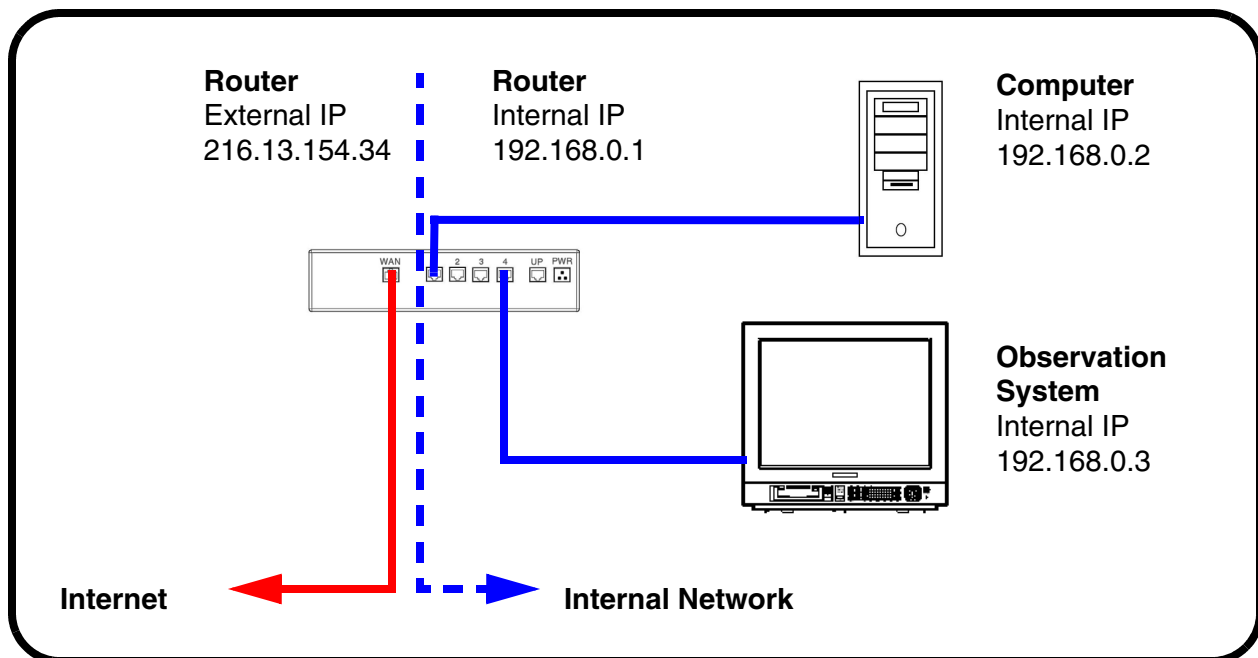 Router
External IP
216.13.154.34
Router
Internal IP
192.168.0.1
Computer
Internal IP
192.168.0.2
WAN
2
3
4
UP
PWR
Observation
System
Internal IP
192.168.0.3
Internet
Internal Network